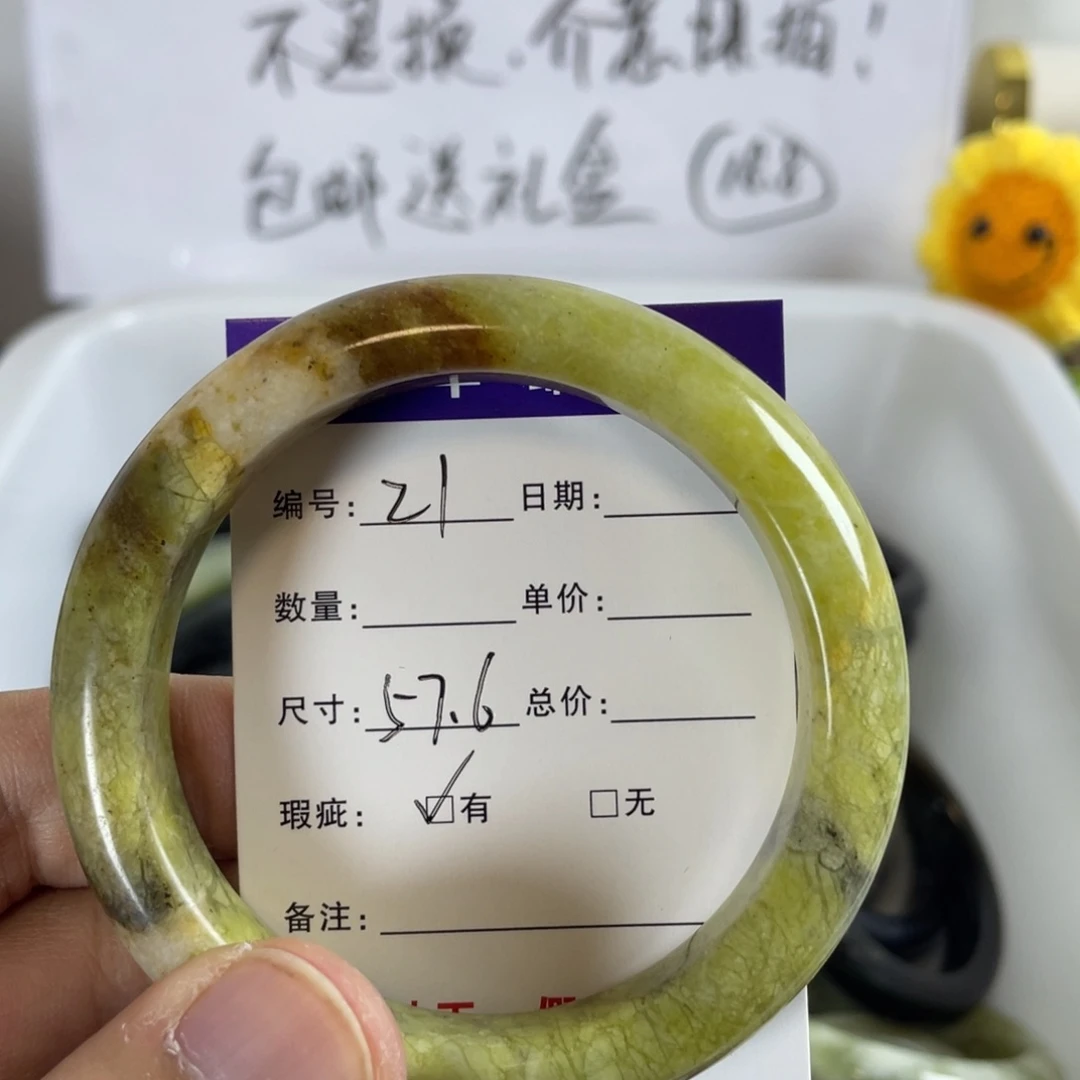 不退换.介意慎拍!
包邮送礼盒
编号: 21 日期:
数量: 单价:
尺寸: 57.6 总价:
瑕疵: ☑有 □无
备注: